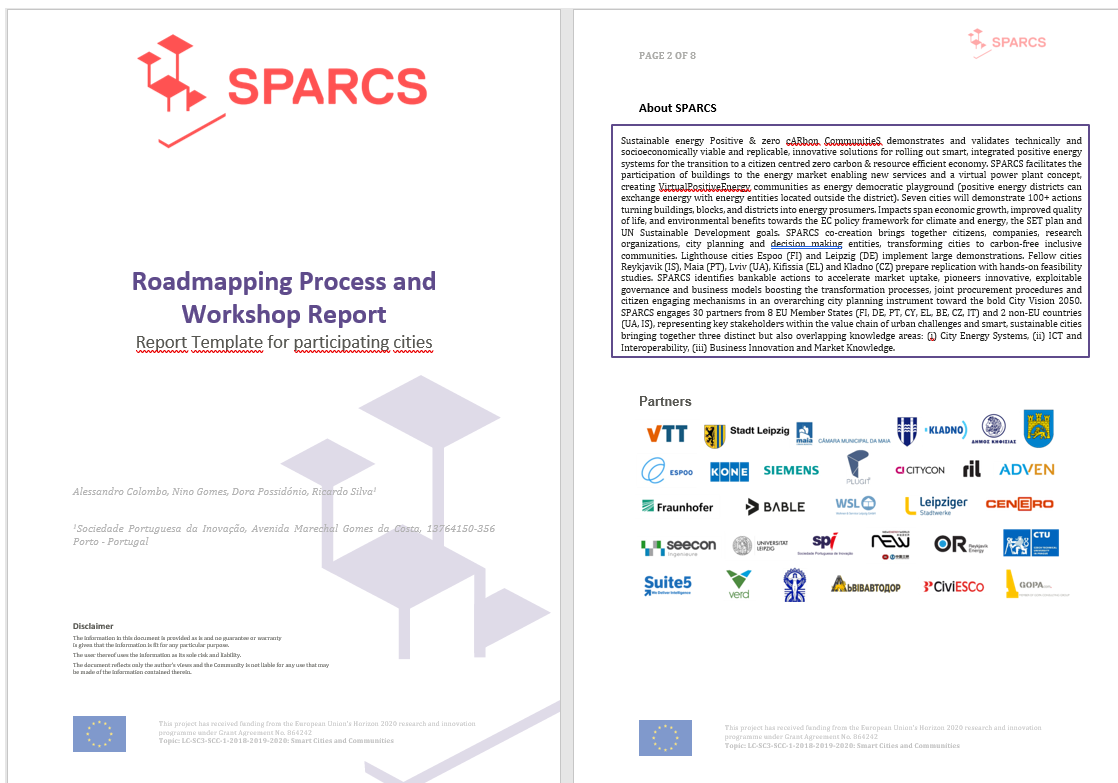 SPARCS
Roadmapping Process and
Workshop Report
Report Template for participating cities
Alessandro Colombo, Nino Gomes, Dora Possidónio, Ricardo Silva¹
¹Sociedade Portuguesa da Inovação, Avenida Marechal Gomes da Costa, 13764150-356
Porto - Portugal
Disclaimer
The information in this document is provided as is and no guarantee or warranty
is given that the information is fit for any particular purpose.
The user thereof uses the information as its sole risk and liability.
The document reflects only the author's views and the Community is not liable for any use that may
be made of the information contained therein.
This project has received funding from the European Union's Horizon 2020 research and innovation
programme under Grant Agreement No. 864242
Topic: LC-SC3-SCC-1-2018-2019-2020: Smart Cities and Communities
PAGE 2 OF 8
SPARCS
About SPARCS
Sustainable energy Positive & zero cARbon CommunitieS demonstrates and validates technically and
socioeconomically viable and replicable, innovative solutions for rolling out smart, integrated positive energy
systems for the transition to a citizen centred zero carbon & resource efficient economy. SPARCS facilitates the
participation of buildings to the energy market enabling new services and a virtual power plant concept,
creating VirtualPositiveEnergy communities as energy democratic playground (positive energy districts can
exchange energy with energy entities located outside the district). Seven cities will demonstrate 100+ actions
turning buildings, blocks, and districts into energy prosumers. Impacts span economic growth, improved quality
of life, and environmental benefits towards the EC policy framework for climate and energy, the SET plan and
UN Sustainable Development goals. SPARCS co-creation brings together citizens, companies, research
organizations, city planning and decision making entities, transforming cities to carbon-free inclusive
communities. Lighthouse cities Espoo (FI) and Leipzig (DE) implement large demonstrations. Fellow cities
Reykjavik (IS), Maia (PT), Lviv (UA), Kifissia (EL) and Kladno (CZ) prepare replication with hands-on feasibility
studies. SPARCS identifies bankable actions to accelerate market uptake, pioneers innovative, exploitable
governance and business models boosting the transformation processes, joint procurement procedures and
citizen engaging mechanisms in an overarching city planning instrument toward the bold City Vision 2050.
SPARCS engages 30 partners from 8 EU Member States (FI, DE, PT, CY, EL, BE, CZ, IT) and 2 non-EU countries
(UA, IS), representing key stakeholders within the value chain of urban challenges and smart, sustainable cities
bringing together three distinct but also overlapping knowledge areas: (i) City Energy Systems, (ii) ICT and
Interoperability, (iii) Business Innovation and Market Knowledge.
Partners
VTT Stadt Leipzig maia CÂMARA MUNICIPAL DA MAIA KLADNO ΔΗΜΟΣ ΚΗΦΙΣΙΑΣ
ESPOO KONE SIEMENS PLUGIT CITYCON ril ADVEN
Fraunhofer BABLE WSL Leipziger Stadtwerke CENERO
seecon ingenieure UNIVERSITÄT LEIPZIG spi Sociedade Portuguesa de Inovação NEW OR Reykjavik Energy CTU
Suite5 We Deliver Intelligence verd ЛЬВІВАВТОДОР CiviESCo GOPA
This project has received funding from the European Union's Horizon 2020 research and innovation
programme under Grant Agreement No. 864242
Topic: LC-SC3-SCC-1-2018-2019-2020: Smart Cities and Communities